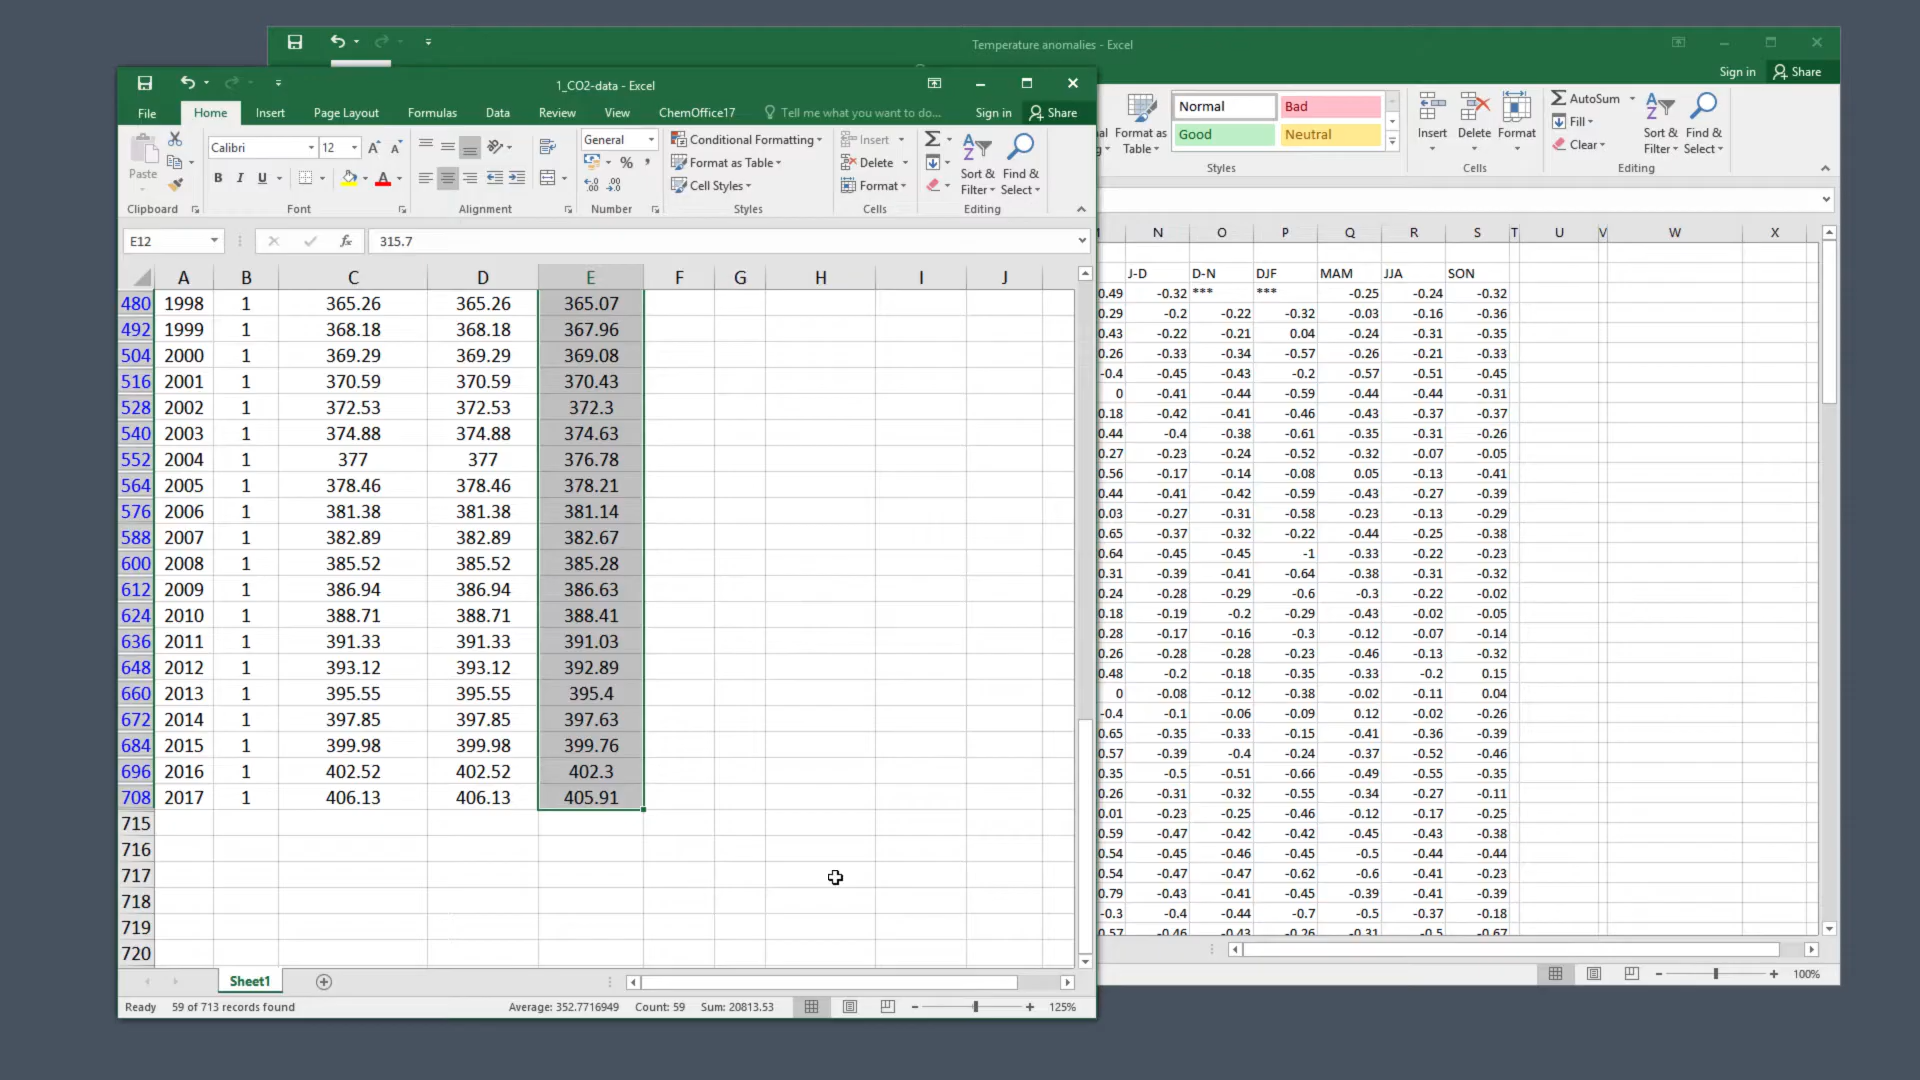 Temperature anomalies - Excel
Sign in Share
1_CO2-data - Excel
File Home Insert Page Layout Formulas Data Review View ChemOffice17 Tell me what you want to do... Sign in Share
Paste
Clipboard
Calibri 12
B I U
Font
Alignment
General
% ,
Number
Conditional Formatting
Format as Table
Cell Styles
Styles
Insert
Delete
Format
Cells
Sort & Filter
Find & Select
Editing
Format as Table
Normal Bad
Good Neutral
Styles
Insert Delete Format
Cells
AutoSum
Fill
Clear
Sort & Filter
Find & Select
Editing
E12 fx 315.7
A B C D E F G H I J
480 1998 1 365.26 365.26 365.07
492 1999 1 368.18 368.18 367.96
504 2000 1 369.29 369.29 369.08
516 2001 1 370.59 370.59 370.43
528 2002 1 372.53 372.53 372.3
540 2003 1 374.88 374.88 374.63
552 2004 1 377 377 376.78
564 2005 1 378.46 378.46 378.21
576 2006 1 381.38 381.38 381.14
588 2007 1 382.89 382.89 382.67
600 2008 1 385.52 385.52 385.28
612 2009 1 386.94 386.94 386.63
624 2010 1 388.71 388.71 388.41
636 2011 1 391.33 391.33 391.03
648 2012 1 393.12 393.12 392.89
660 2013 1 395.55 395.55 395.4
672 2014 1 397.85 397.85 397.63
684 2015 1 399.98 399.98 399.76
696 2016 1 402.52 402.52 402.3
708 2017 1 406.13 406.13 405.91
715
716
717
718
719
720
Sheet1
Ready 59 of 713 records found Average: 352.7716949 Count: 59 Sum: 20813.53 125%
N O P Q R S T U V W X
J-D D-N DJF MAM JJA SON
0.49 -0.32 *** *** -0.25 -0.24 -0.32
0.29 -0.2 -0.22 -0.32 -0.03 -0.16 -0.36
0.43 -0.22 -0.21 0.04 -0.24 -0.31 -0.35
0.26 -0.33 -0.34 -0.57 -0.26 -0.21 -0.33
-0.4 -0.45 -0.43 -0.2 -0.57 -0.51 -0.45
0 -0.41 -0.44 -0.59 -0.44 -0.44 -0.31
0.18 -0.42 -0.41 -0.46 -0.43 -0.37 -0.37
0.44 -0.4 -0.38 -0.61 -0.35 -0.31 -0.26
0.27 -0.23 -0.24 -0.52 -0.32 -0.07 -0.05
0.56 -0.17 -0.14 -0.08 0.05 -0.13 -0.41
0.44 -0.41 -0.42 -0.59 -0.43 -0.27 -0.39
0.03 -0.27 -0.31 -0.58 -0.23 -0.13 -0.29
0.65 -0.37 -0.32 -0.22 -0.44 -0.25 -0.38
0.64 -0.45 -0.45 -1 -0.33 -0.22 -0.23
0.31 -0.39 -0.41 -0.64 -0.38 -0.31 -0.32
0.24 -0.28 -0.29 -0.6 -0.3 -0.22 -0.02
0.18 -0.19 -0.2 -0.29 -0.43 -0.02 -0.05
0.28 -0.17 -0.16 -0.3 -0.12 -0.07 -0.14
0.26 -0.28 -0.28 -0.23 -0.46 -0.13 -0.32
0.48 -0.2 -0.18 -0.35 -0.33 -0.2 0.15
0 -0.08 -0.12 -0.38 -0.02 -0.11 0.04
-0.4 -0.1 -0.06 -0.09 0.12 -0.02 -0.26
0.65 -0.35 -0.33 -0.15 -0.41 -0.36 -0.39
0.57 -0.39 -0.4 -0.24 -0.37 -0.52 -0.46
0.35 -0.5 -0.51 -0.66 -0.49 -0.55 -0.35
0.26 -0.31 -0.32 -0.55 -0.34 -0.27 -0.11
0.01 -0.23 -0.25 -0.46 -0.12 -0.17 -0.25
0.59 -0.47 -0.42 -0.42 -0.45 -0.43 -0.38
0.54 -0.45 -0.46 -0.45 -0.5 -0.44 -0.44
0.54 -0.47 -0.47 -0.62 -0.6 -0.41 -0.23
0.79 -0.43 -0.41 -0.45 -0.39 -0.41 -0.39
-0.3 -0.4 -0.44 -0.7 -0.5 -0.37 -0.18
0.57 -0.46 -0.43 -0.26 -0.31 -0.5 -0.67
100%